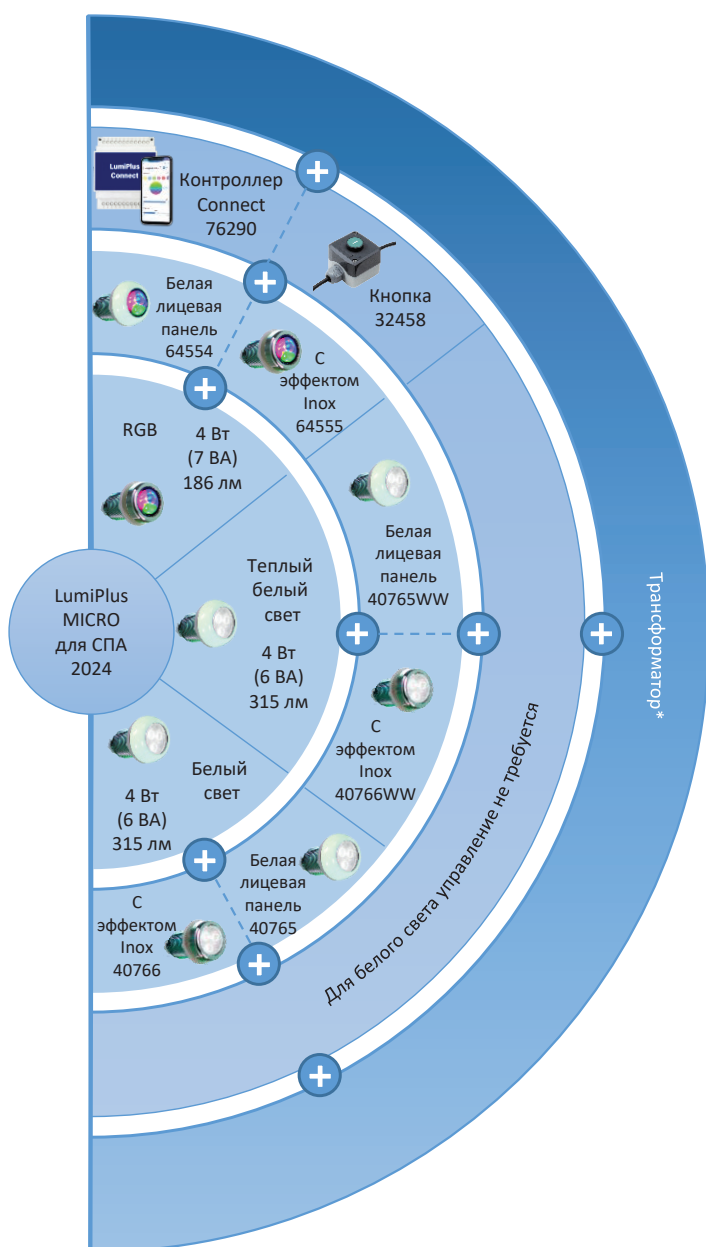 LumiPlus
Connect
Контроллер
Connect
76290
Кнопка
32458
Белая
лицевая
панель
64554
С
эффектом
Inox
64555
RGB
4 Вт
(7 ВА)
186 лм
Белая
лицевая
панель
40765WW
Теплый
белый
свет
4 Вт
(6 ВА)
315 лм
LumiPlus
MICRO
для СПА
2024
Трансформатор*
С
эффектом
Inox
40766WW
Для белого света управление не требуется
Белый
свет
4 Вт
(6 ВА)
315 лм
Белая
лицевая
панель
40765
С
эффектом
Inox
40766